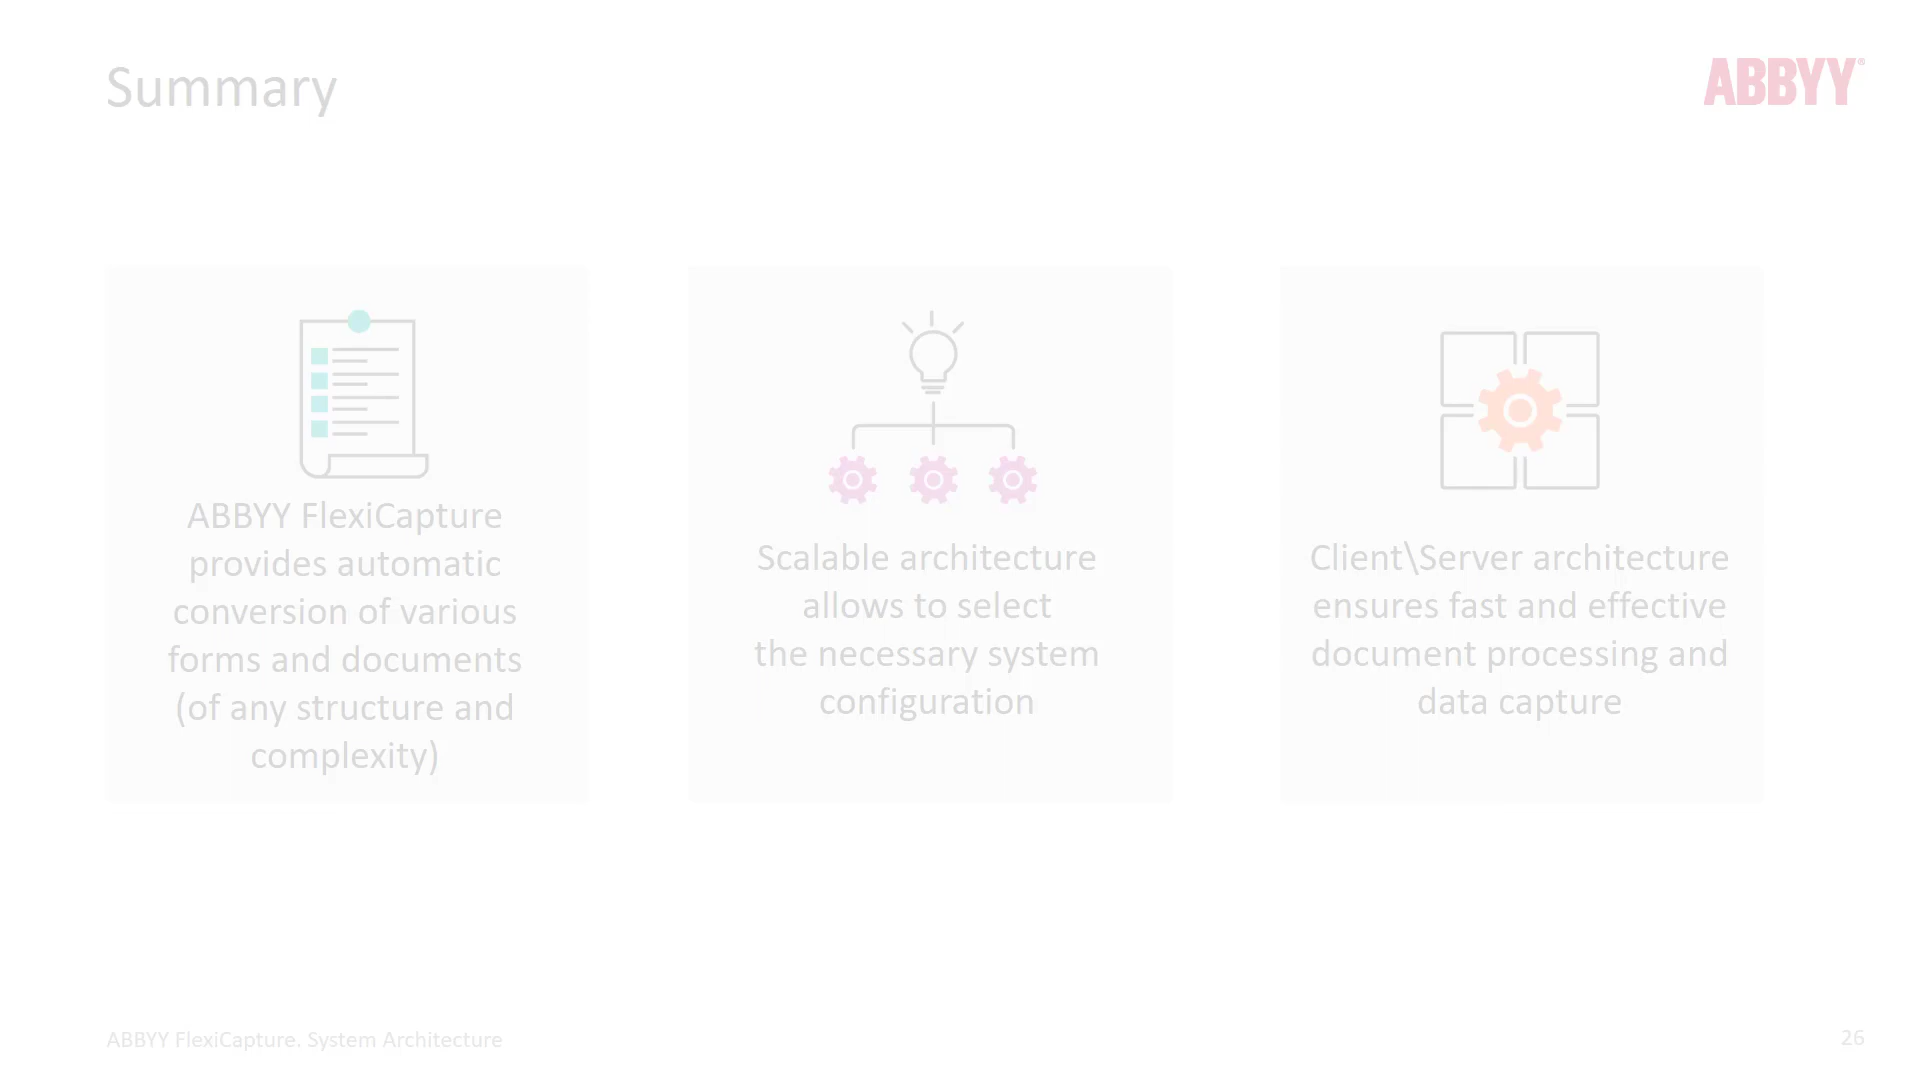 Summary
ABBYY®
ABBYY FlexiCapture
provides automatic
conversion of various
forms and documents
(of any structure and
complexity)
Scalable architecture
allows to select
the necessary system
configuration
Client\Server architecture
ensures fast and effective
document processing and
data capture
ABBYY FlexiCapture. System Architecture
26